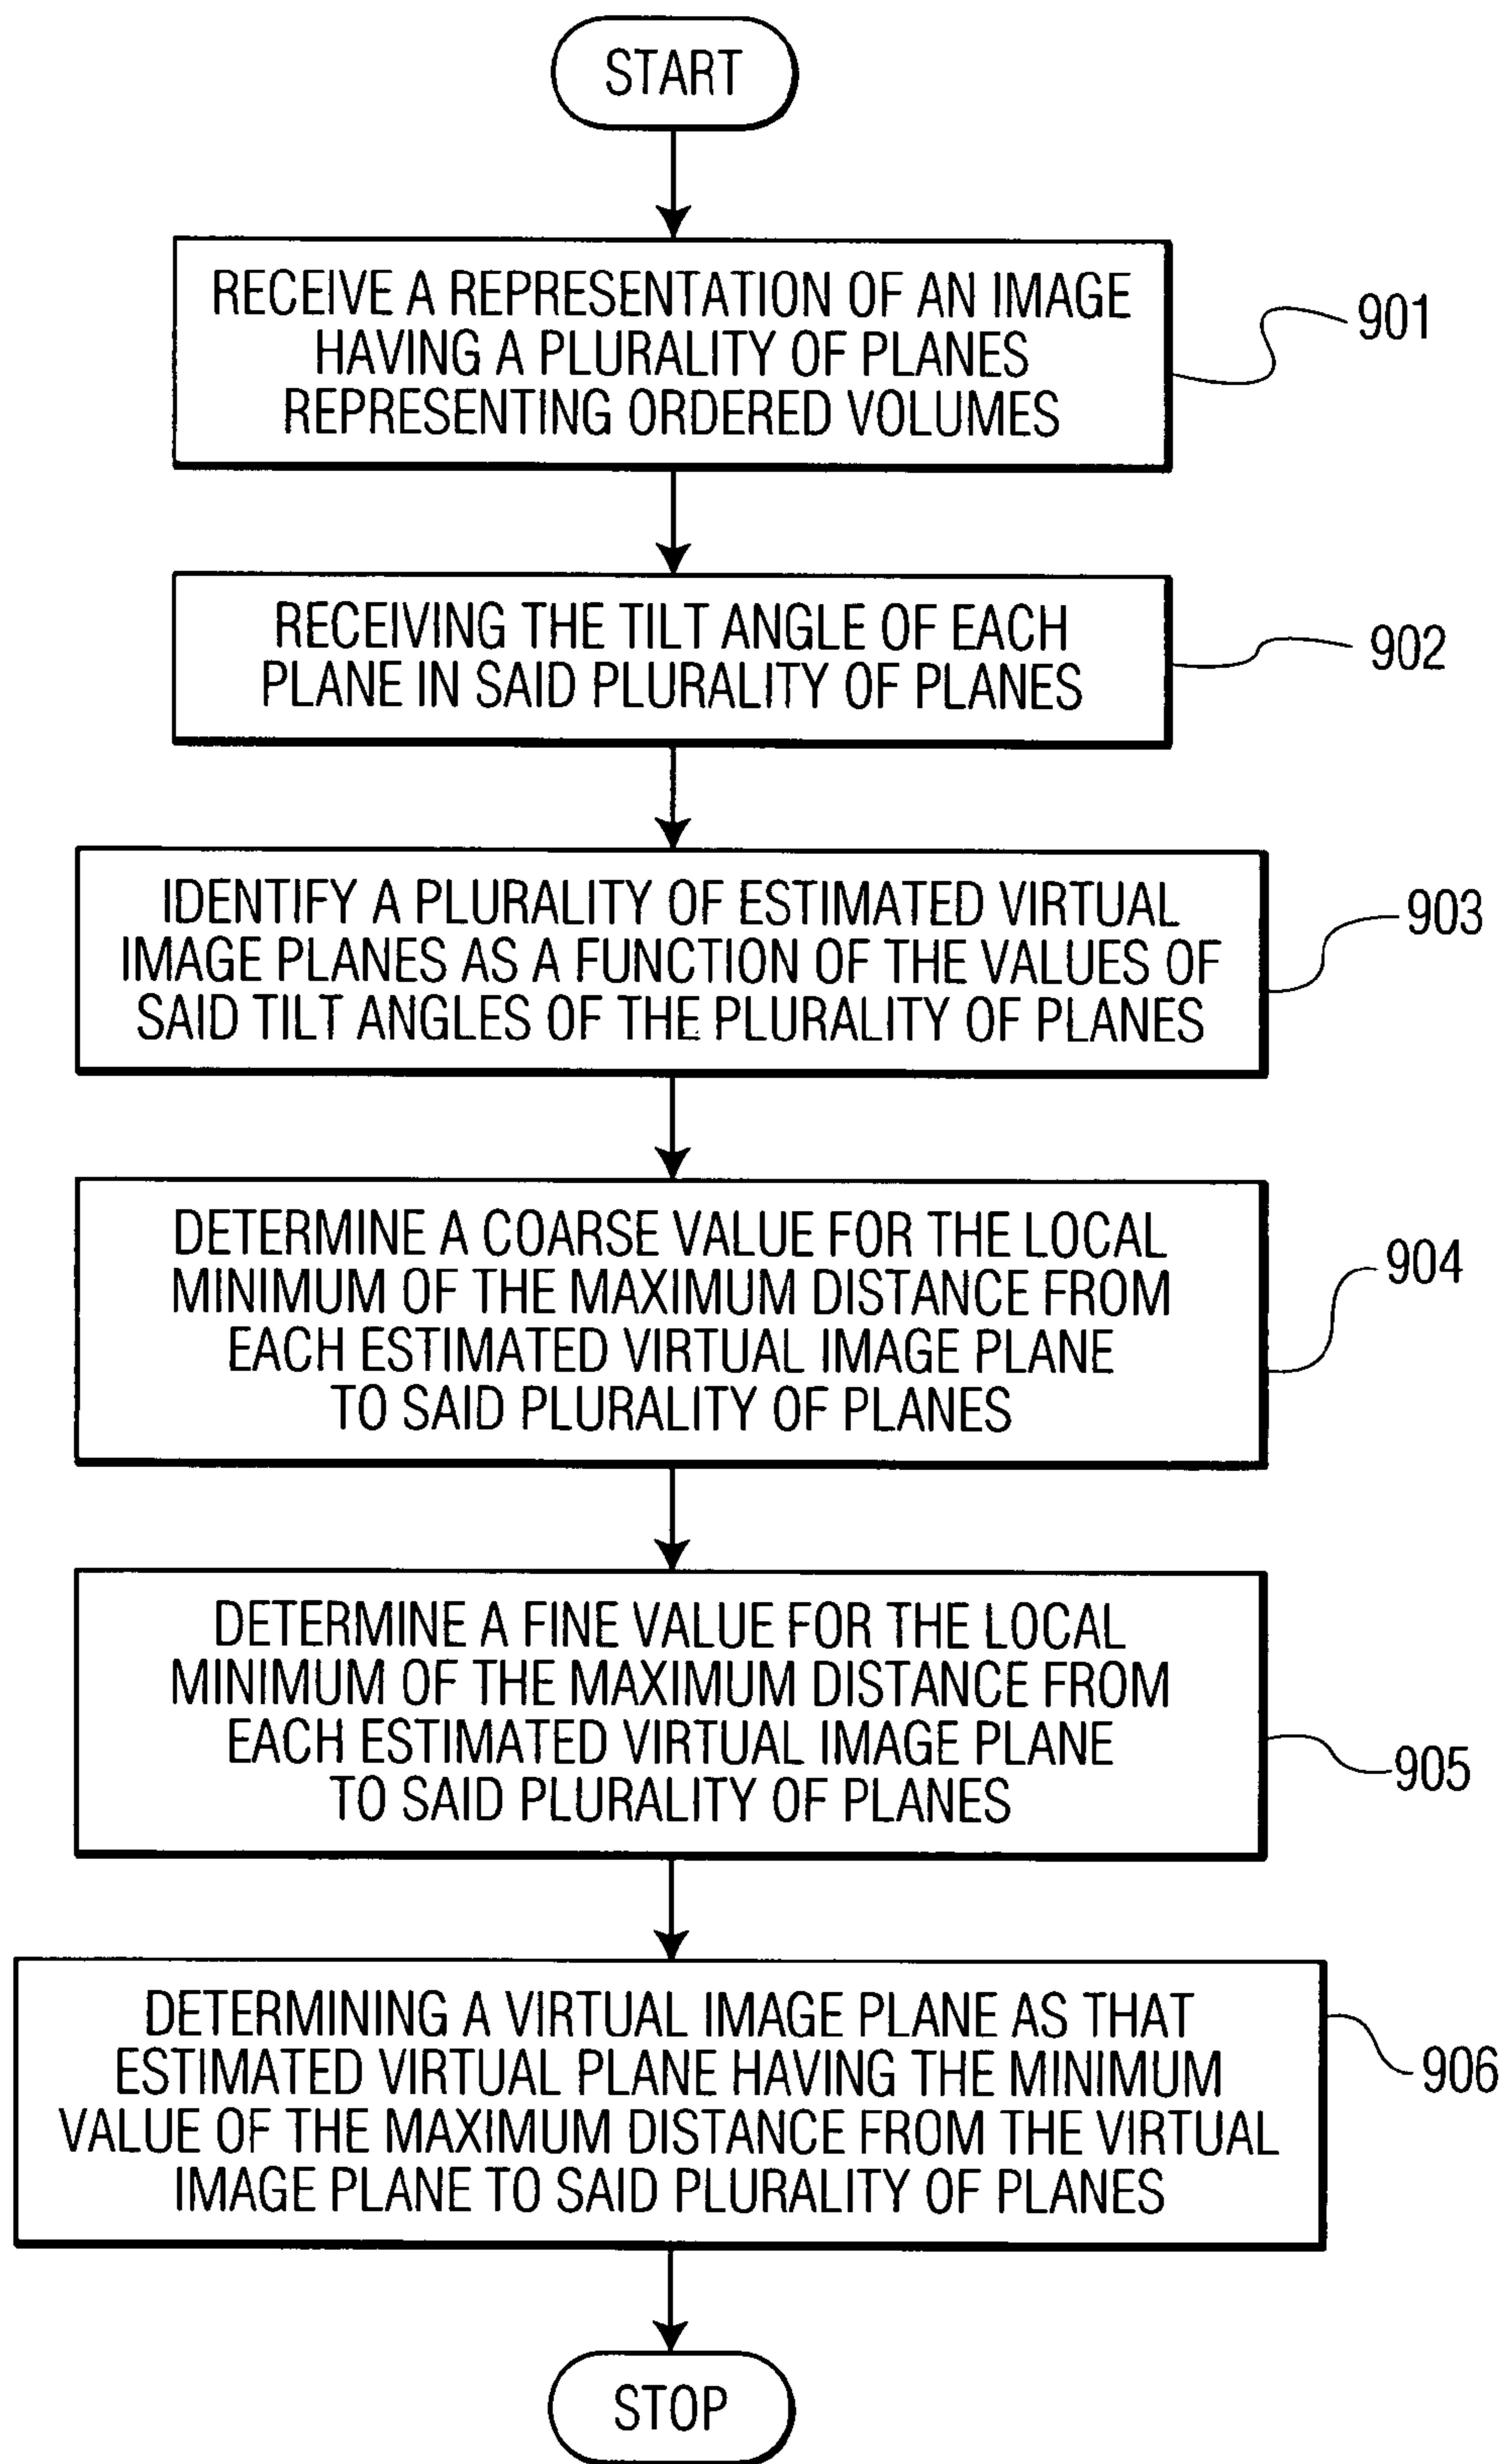 START
RECEIVE A REPRESENTATION OF AN IMAGE
HAVING A PLURALITY OF PLANES
REPRESENTING ORDERED VOLUMES
901
RECEIVING THE TILT ANGLE OF EACH
PLANE IN SAID PLURALITY OF PLANES
902
IDENTIFY A PLURALITY OF ESTIMATED VIRTUAL
IMAGE PLANES AS A FUNCTION OF THE VALUES OF
SAID TILT ANGLES OF THE PLURALITY OF PLANES
903
DETERMINE A COARSE VALUE FOR THE LOCAL
MINIMUM OF THE MAXIMUM DISTANCE FROM
EACH ESTIMATED VIRTUAL IMAGE PLANE
TO SAID PLURALITY OF PLANES
904
DETERMINE A FINE VALUE FOR THE LOCAL
MINIMUM OF THE MAXIMUM DISTANCE FROM
EACH ESTIMATED VIRTUAL IMAGE PLANE
TO SAID PLURALITY OF PLANES
905
DETERMINING A VIRTUAL IMAGE PLANE AS THAT
ESTIMATED VIRTUAL PLANE HAVING THE MINIMUM
VALUE OF THE MAXIMUM DISTANCE FROM THE VIRTUAL
IMAGE PLANE TO SAID PLURALITY OF PLANES
906
STOP